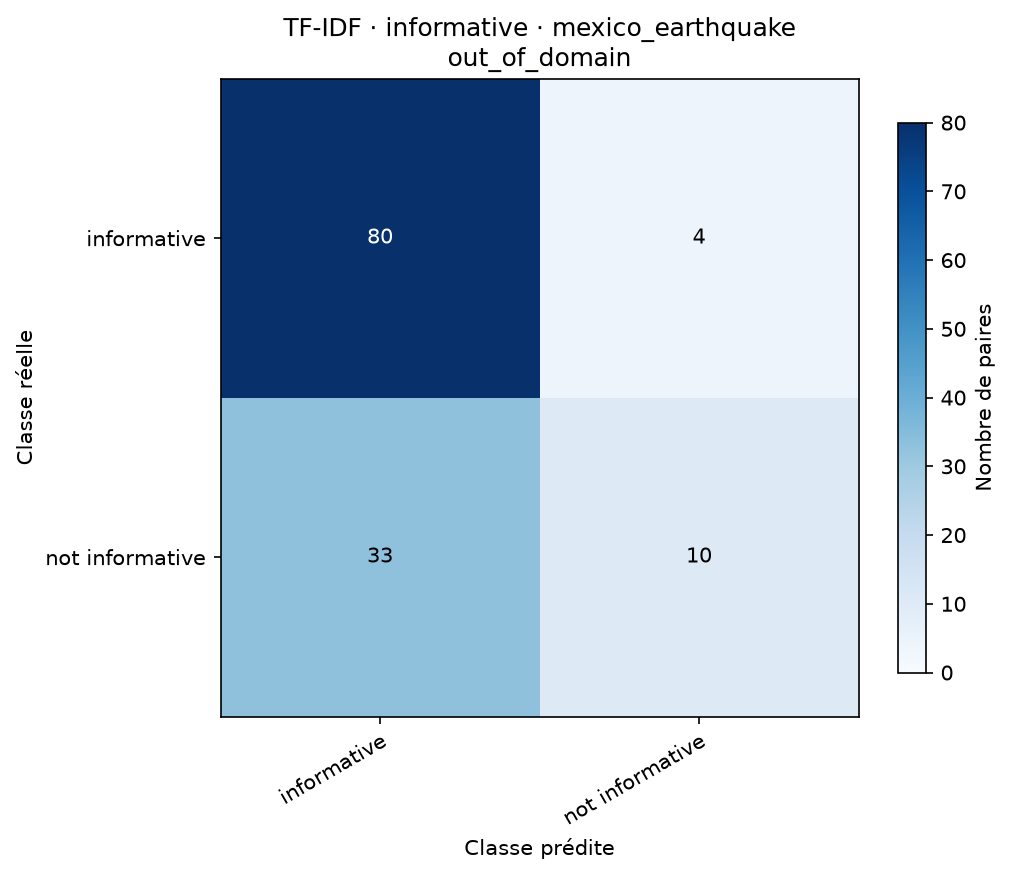 TF-IDF · informative · mexico_earthquake
out_of_domain
informative
80
4
not informative
33
10
informative
not informative
Classe prédite
Classe réelle
80
70
60
50
40
30
20
10
0
Nombre de paires